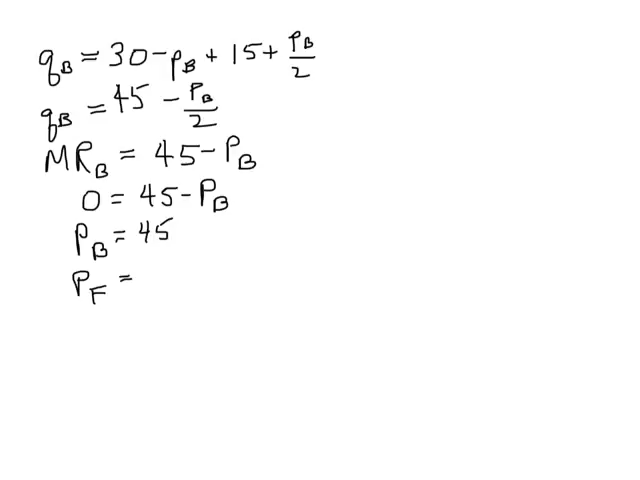 q_B = 30 - p_B + 15 + p_B/2
q_B = 45 - p_B/2
MR_B = 45 - p_B
0 = 45 - p_B
p_B = 45
p_F =